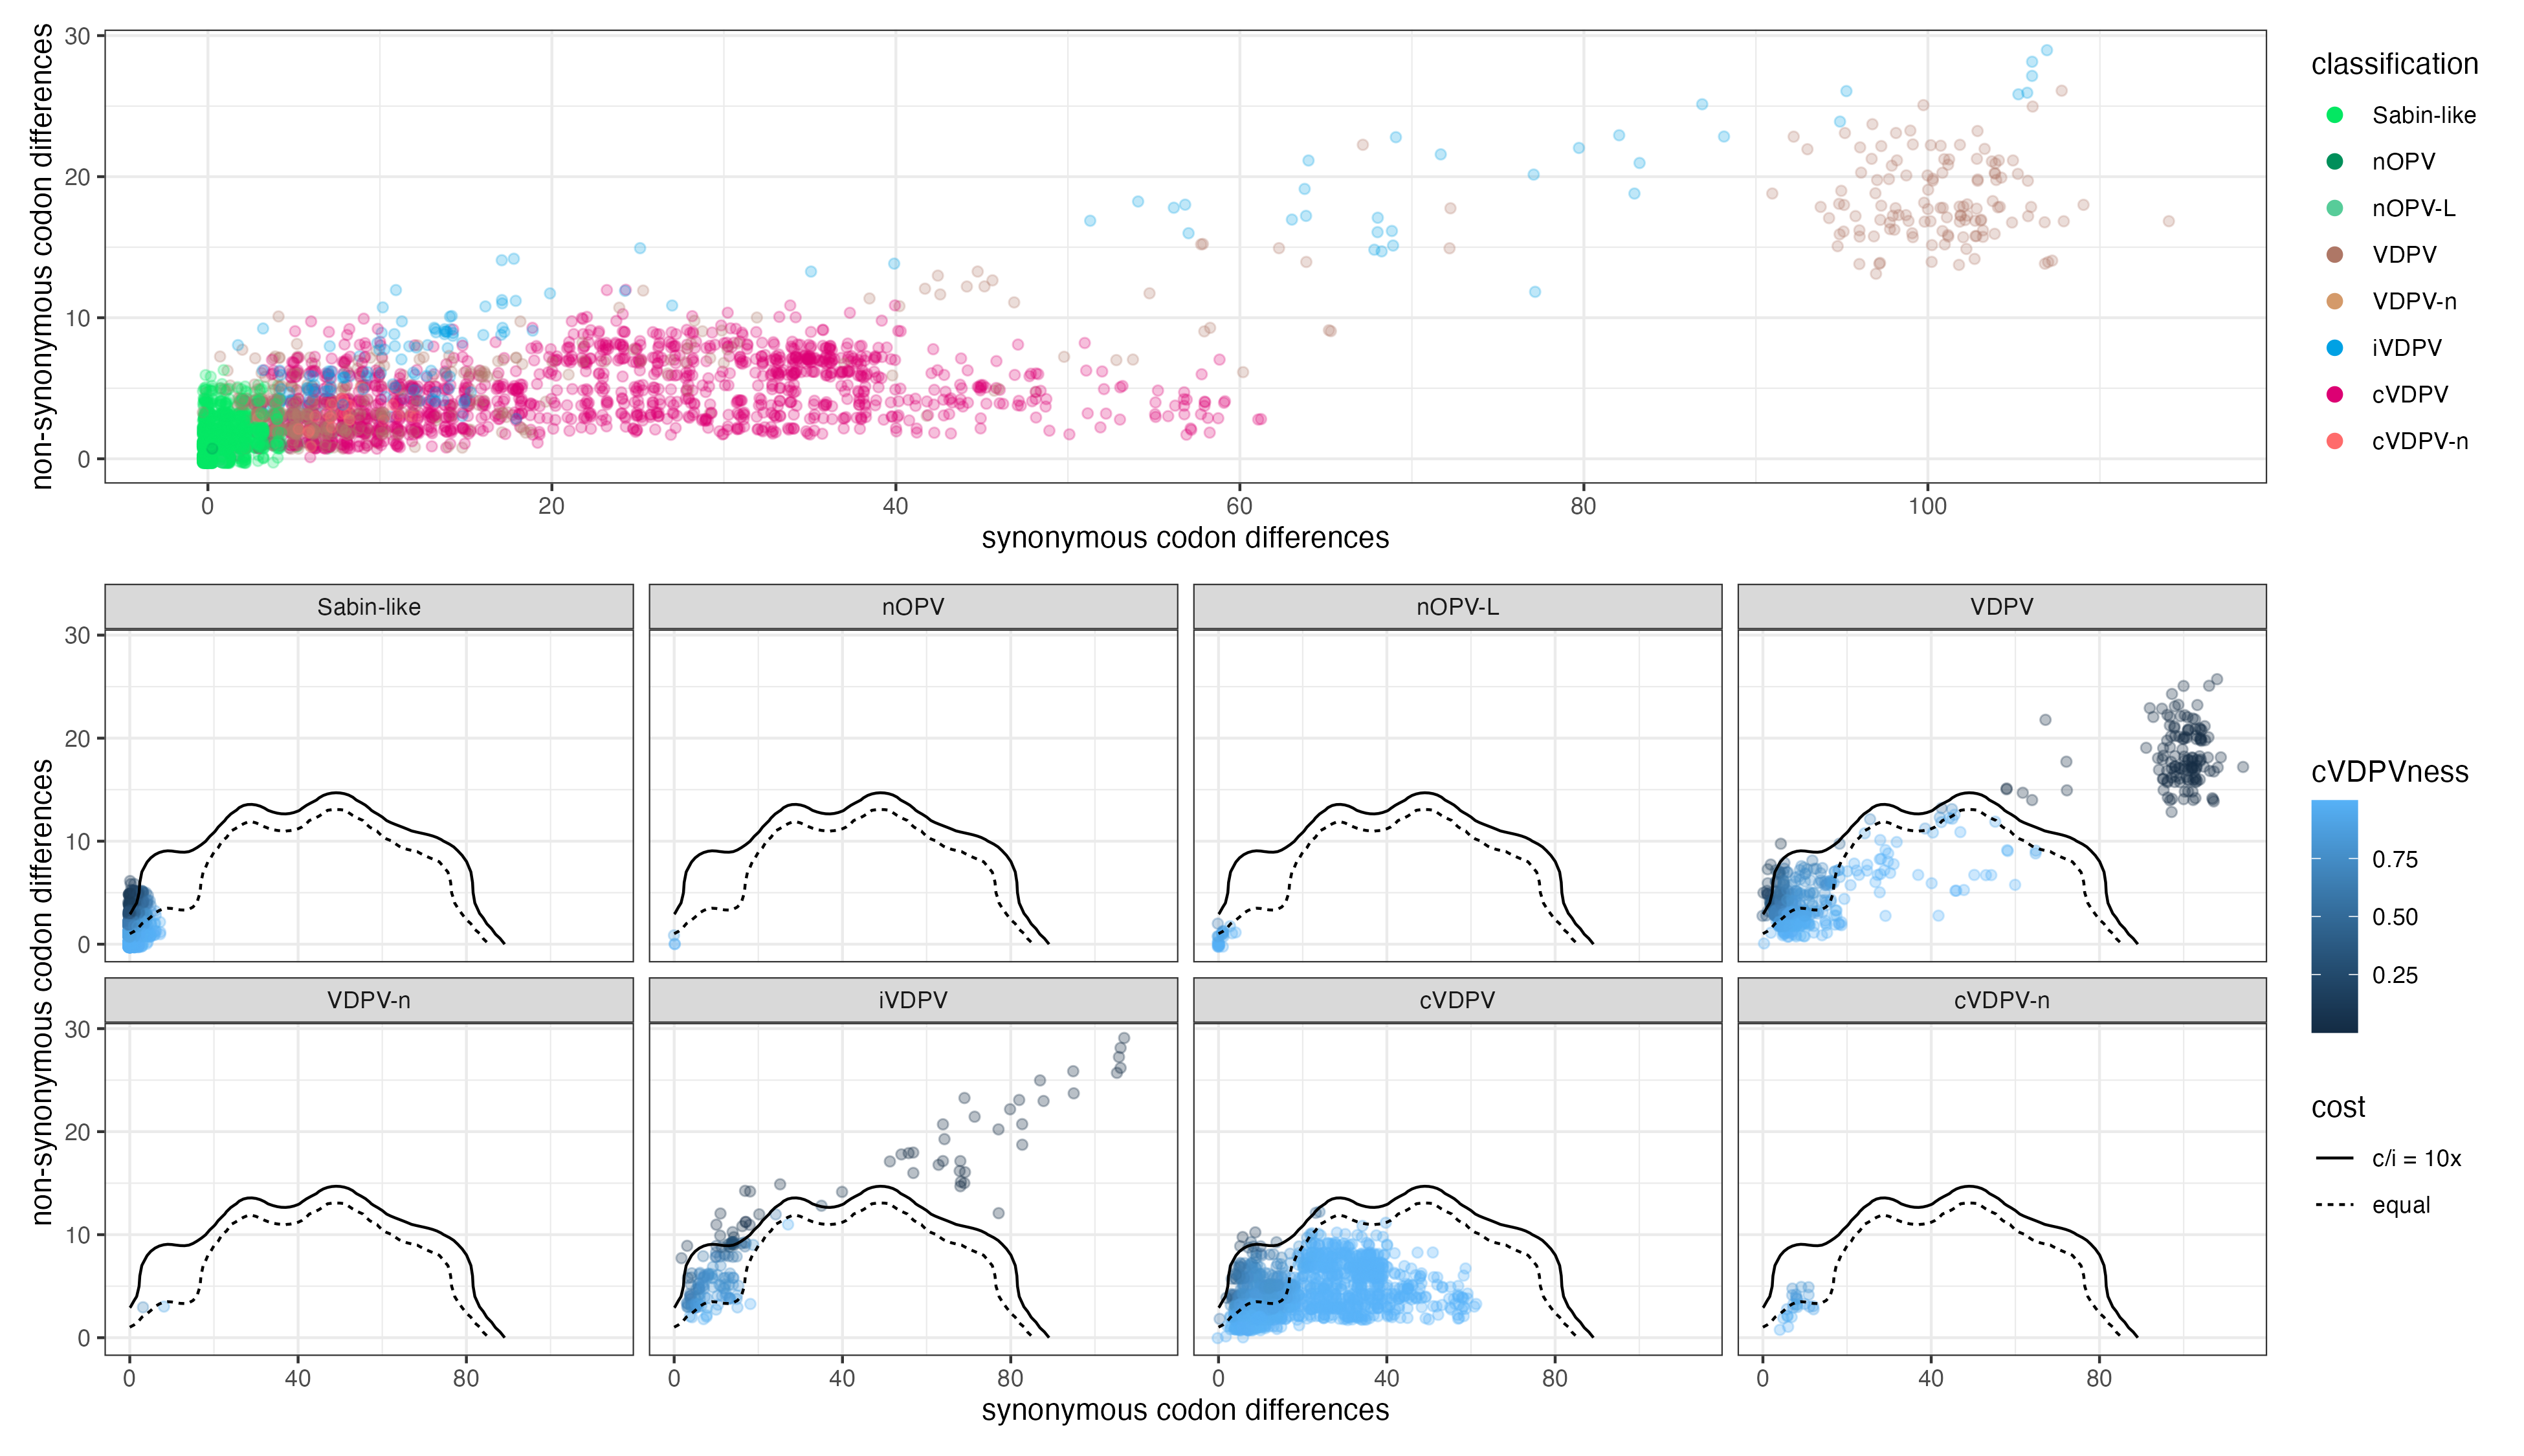 non-synonymous codon differences
30
20
10
0
0 20 40 60 80 100
synonymous codon differences
classification
Sabin-like
nOPV
nOPV-L
VDPV
VDPV-n
iVDPV
cVDPV
cVDPV-n
non-synonymous codon differences
Sabin-like nOPV nOPV-L VDPV
30
20
10
0
VDPV-n iVDPV cVDPV cVDPV-n
30
20
10
0
0 40 80 0 40 80 0 40 80 0 40 80
synonymous codon differences
cVDPVness
0.75
0.50
0.25
cost
c/i = 10x
equal